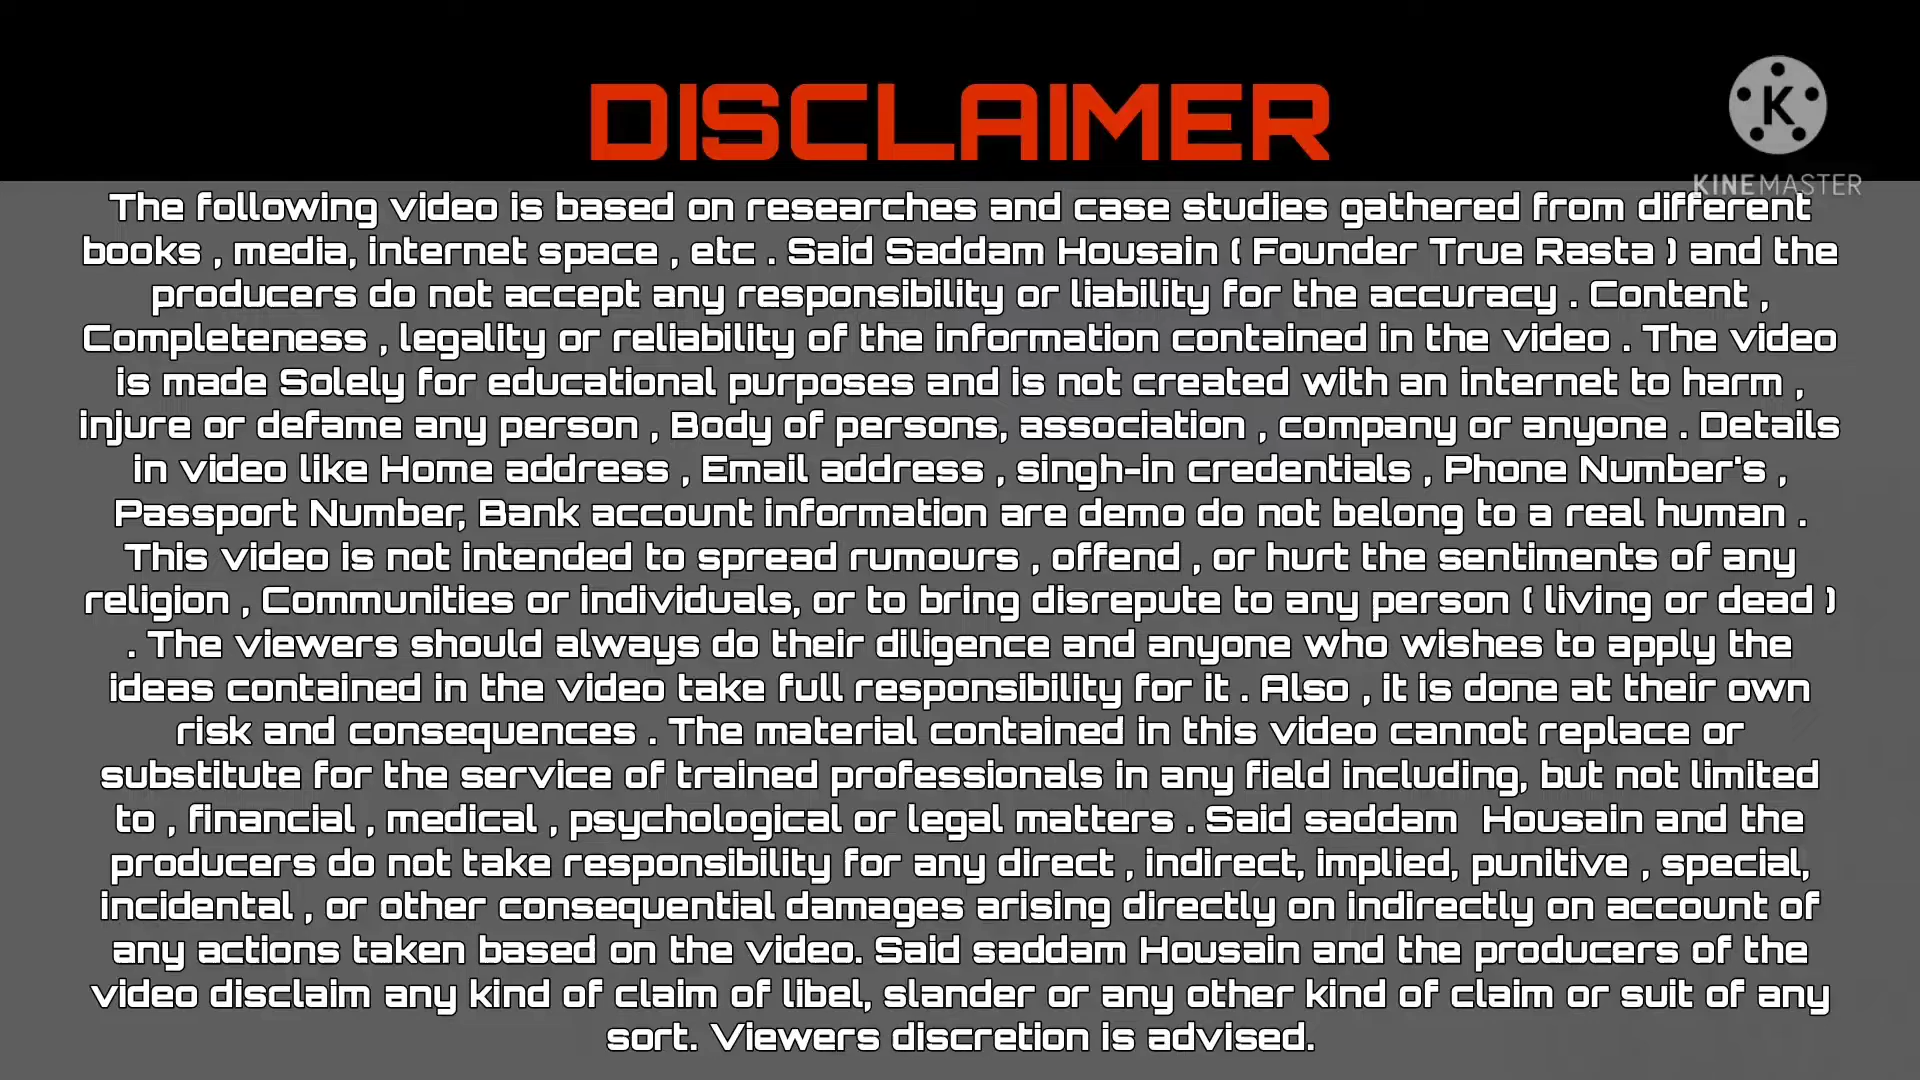 DISCLAIMER
K
KINEMASTER
The following video is based on researches and case studies gathered from different
books , media, internet space , etc . Said Saddam Housain ( Founder True Rasta ) and the
producers do not accept any responsibility or liability for the accuracy . Content ,
Completeness , legality or reliability of the information contained in the video . The video
is made Solely for educational purposes and is not created with an internet to harm ,
injure or defame any person , Body of persons, association , company or anyone . Details
in video like Home address , Email address , singh-in credentials , Phone Number's ,
Passport Number, Bank account information are demo do not belong to a real human .
This video is not intended to spread rumours , offend , or hurt the sentiments of any
religion , Communities or individuals, or to bring disrepute to any person ( living or dead )
. The viewers should always do their diligence and anyone who wishes to apply the
ideas contained in the video take full responsibility for it . Also , it is done at their own
risk and consequences . The material contained in this video cannot replace or
substitute for the service of trained professionals in any field including, but not limited
to , financial , medical , psychological or legal matters . Said saddam  Housain and the
producers do not take responsibility for any direct , indirect, implied, punitive , special,
incidental , or other consequential damages arising directly on indirectly on account of
any actions taken based on the video. Said saddam Housain and the producers of the
video disclaim any kind of claim of libel, slander or any other kind of claim or suit of any
sort. Viewers discretion is advised.